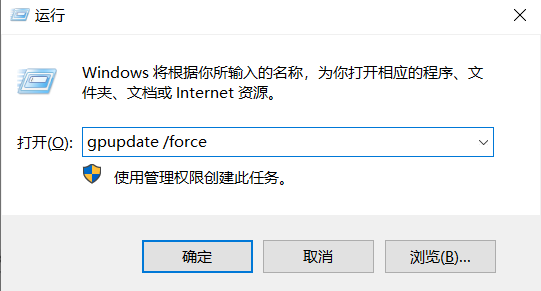 运行
Windows 将根据你所输入的名称，为你打开相应的程序、文
件夹、文档或 Internet 资源。
打开(O): gpupdate /force
使用管理权限创建此任务。
确定 取消 浏览(B)...